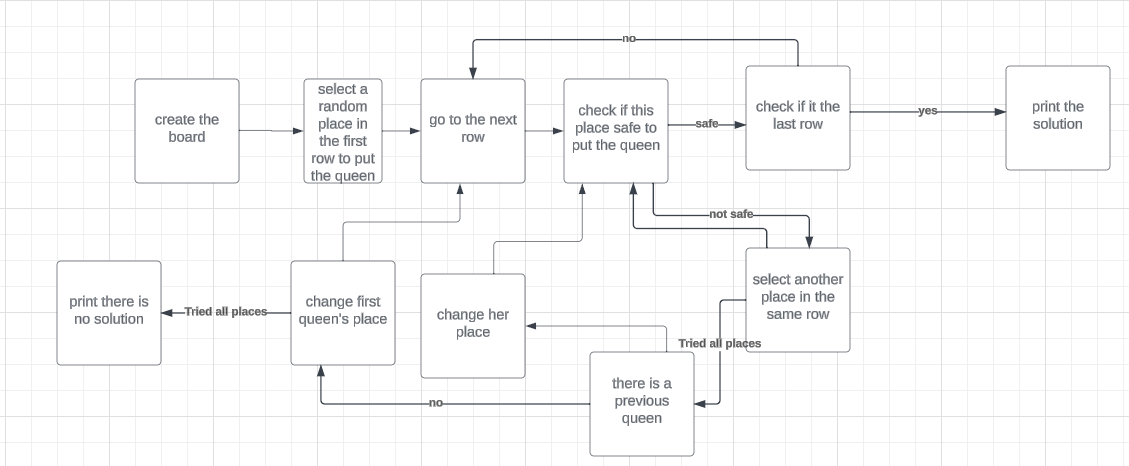 no
create the
board
select a
random
place in
the first
row to put
the queen
go to the next
row
check if this
place safe to
put the queen
safe
check if it the
last row
yes
print the
solution
not safe
print there is
no solution
Tried all places
change first
queen's place
change her
place
select another
place in the
same row
Tried all places
there is a
previous
queen
no